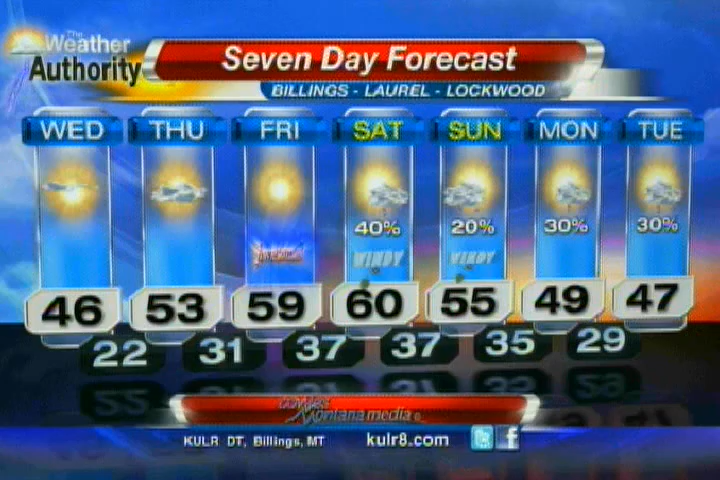 The
Weather
Authority
Seven Day Forecast
BILLINGS - LAUREL - LOCKWOOD
WED THU FRI SAT SUN MON TUE
40% 20% 30% 30%
WINDY WINDY
46 53 59 60 55 49 47
22 31 37 37 35 29
cowles
Montana media
KULR DT, Billings, MT kulr8.com f